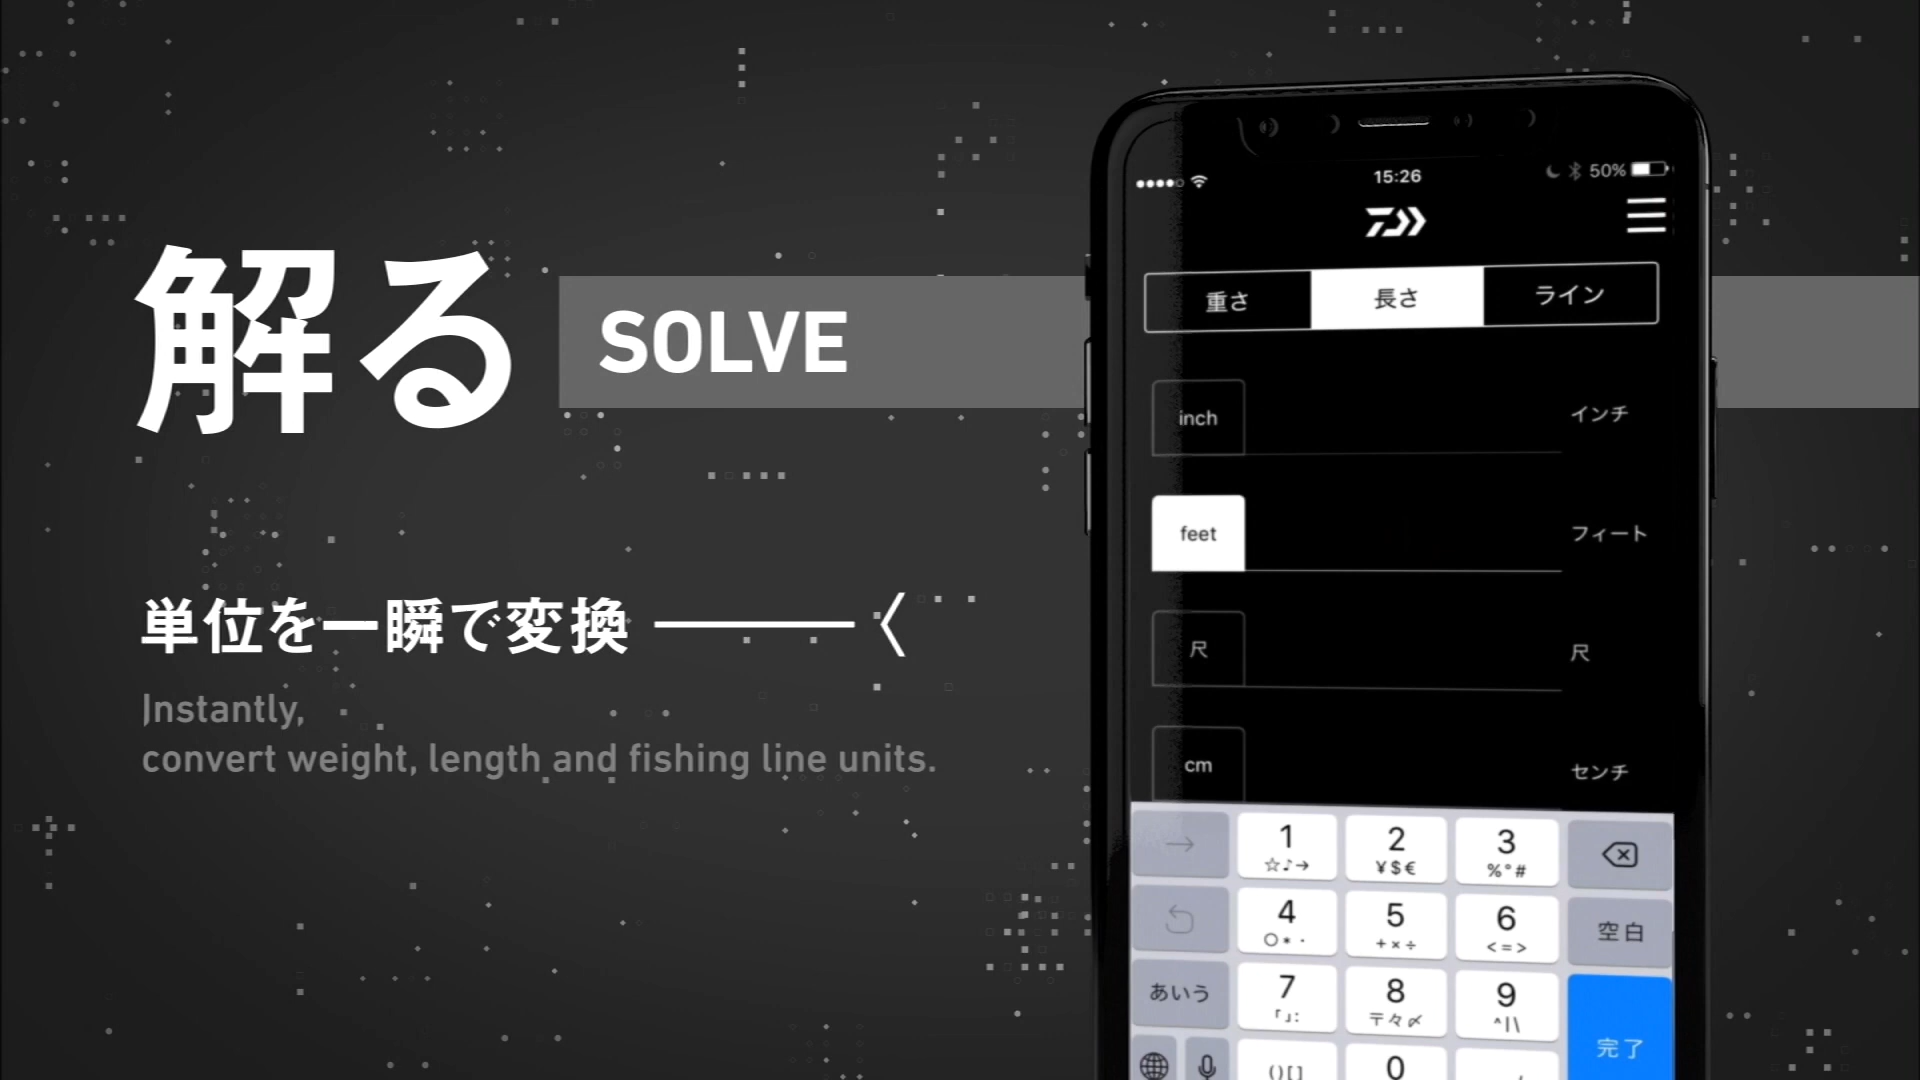 解る SOLVE
単位を一瞬で変換
Instantly,
convert weight, length and fishing line units.
15:26 50%
重さ 長さ ライン
inch インチ
feet フィート
尺 尺
cm センチ
→ 1 2 3
☆♪→ ¥$€ %°#
4 5 6 空白
○*・ +×÷ <=>
あいう 7 8 9
「」: 〒々〆 ^|\
完了
()[] 0